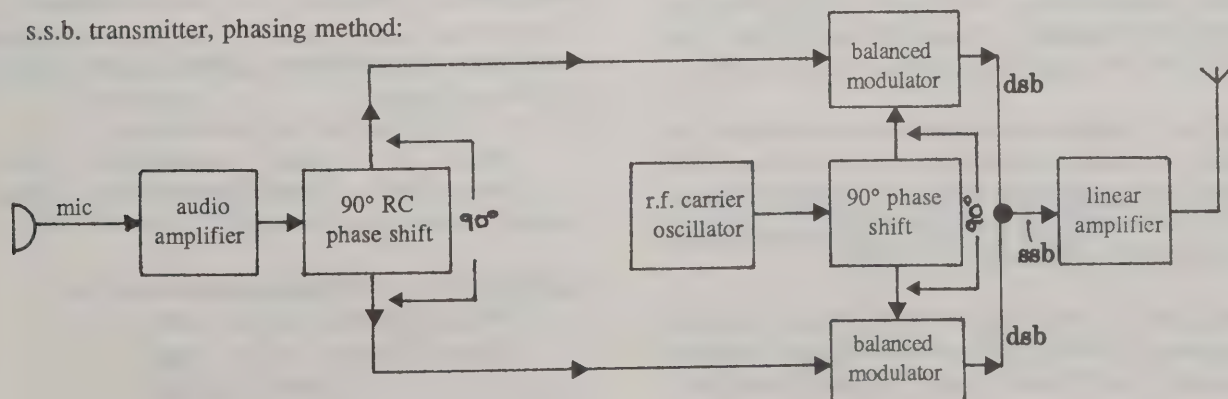 s.s.b. transmitter, phasing method:
balanced
modulator
dsb
mic
audio
amplifier
90° RC
phase shift
90°
r.f. carrier
oscillator
90° phase
shift
90°
ssb
linear
amplifier
dsb
balanced
modulator